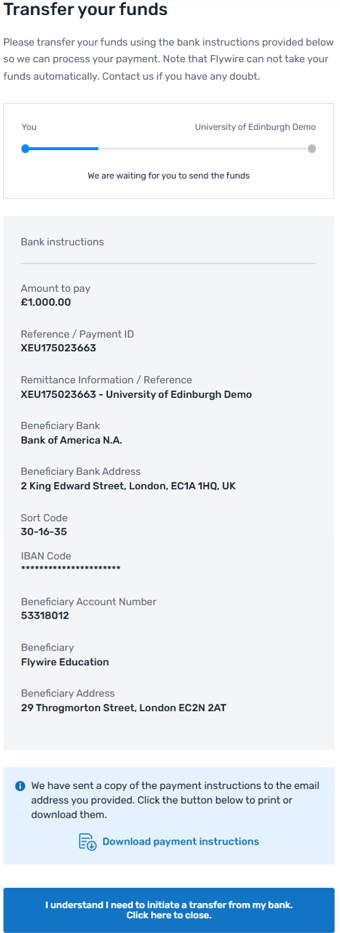 Transfer your funds
Please transfer your funds using the bank instructions provided below
so we can process your payment. Note that Flywire can not take your
funds automatically. Contact us if you have any doubt.
You
University of Edinburgh Demo
We are waiting for you to send the funds
Bank instructions
Amount to pay
£1,000.00
Reference / Payment ID
XEU175023663
Remittance Information / Reference
XEU175023663 - University of Edinburgh Demo
Beneficiary Bank
Bank of America N.A.
Beneficiary Bank Address
2 King Edward Street, London, EC1A 1HQ, UK
Sort Code
30-16-35
IBAN Code
**********************
Beneficiary Account Number
53318012
Beneficiary
Flywire Education
Beneficiary Address
29 Throgmorton Street, London EC2N 2AT
We have sent a copy of the payment instructions to the email
address you provided. Click the button below to print or
download them.
Download payment instructions
I understand I need to initiate a transfer from my bank.
Click here to close.